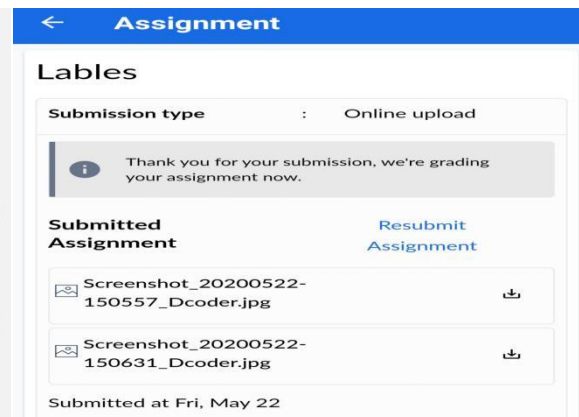 Assignment
Lables
Submission type : Online upload
Thank you for your submission, we're grading
your assignment now.
Submitted
Assignment
Resubmit
Assignment
Screenshot_20200522-
150557_Dcoder.jpg
Screenshot_20200522-
150631_Dcoder.jpg
Submitted at Fri, May 22